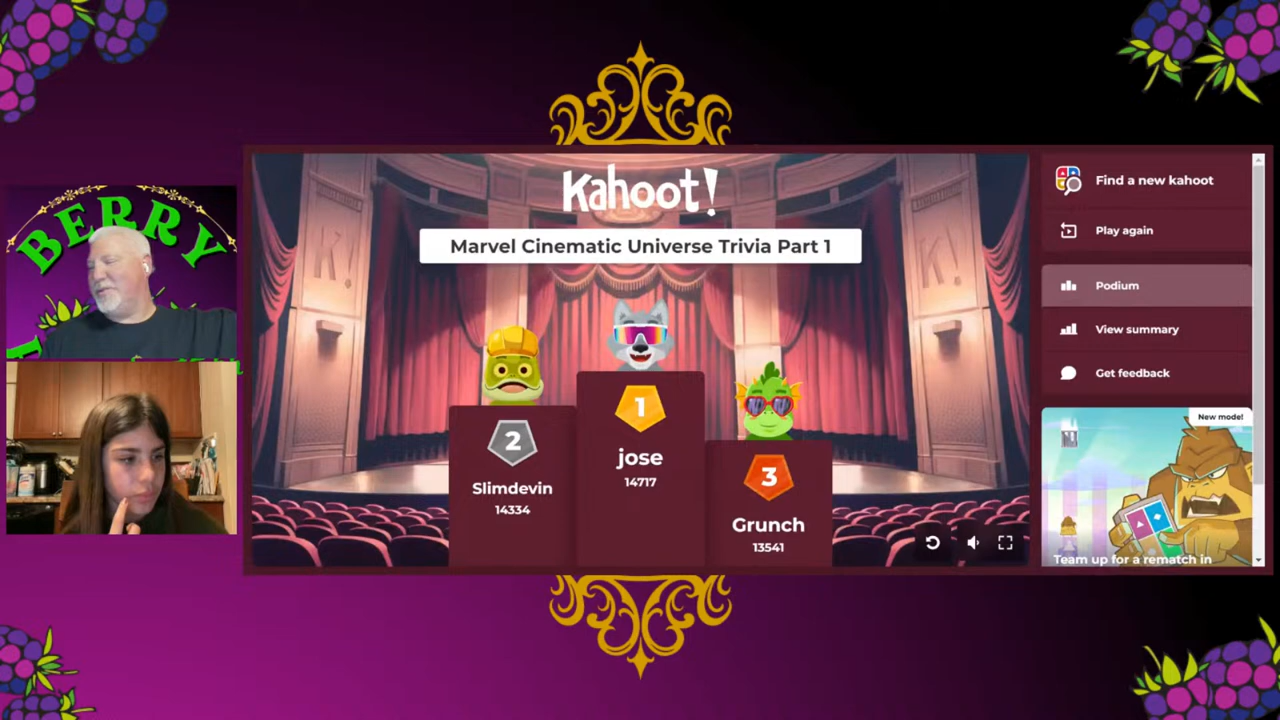 BERRY
Kahoot!
Marvel Cinematic Universe Trivia Part 1
K!
K!
1
jose
14717
2
Slimdevin
14334
3
Grunch
13541
Find a new kahoot
Play again
Podium
View summary
Get feedback
New mode!
Team up for a rematch in